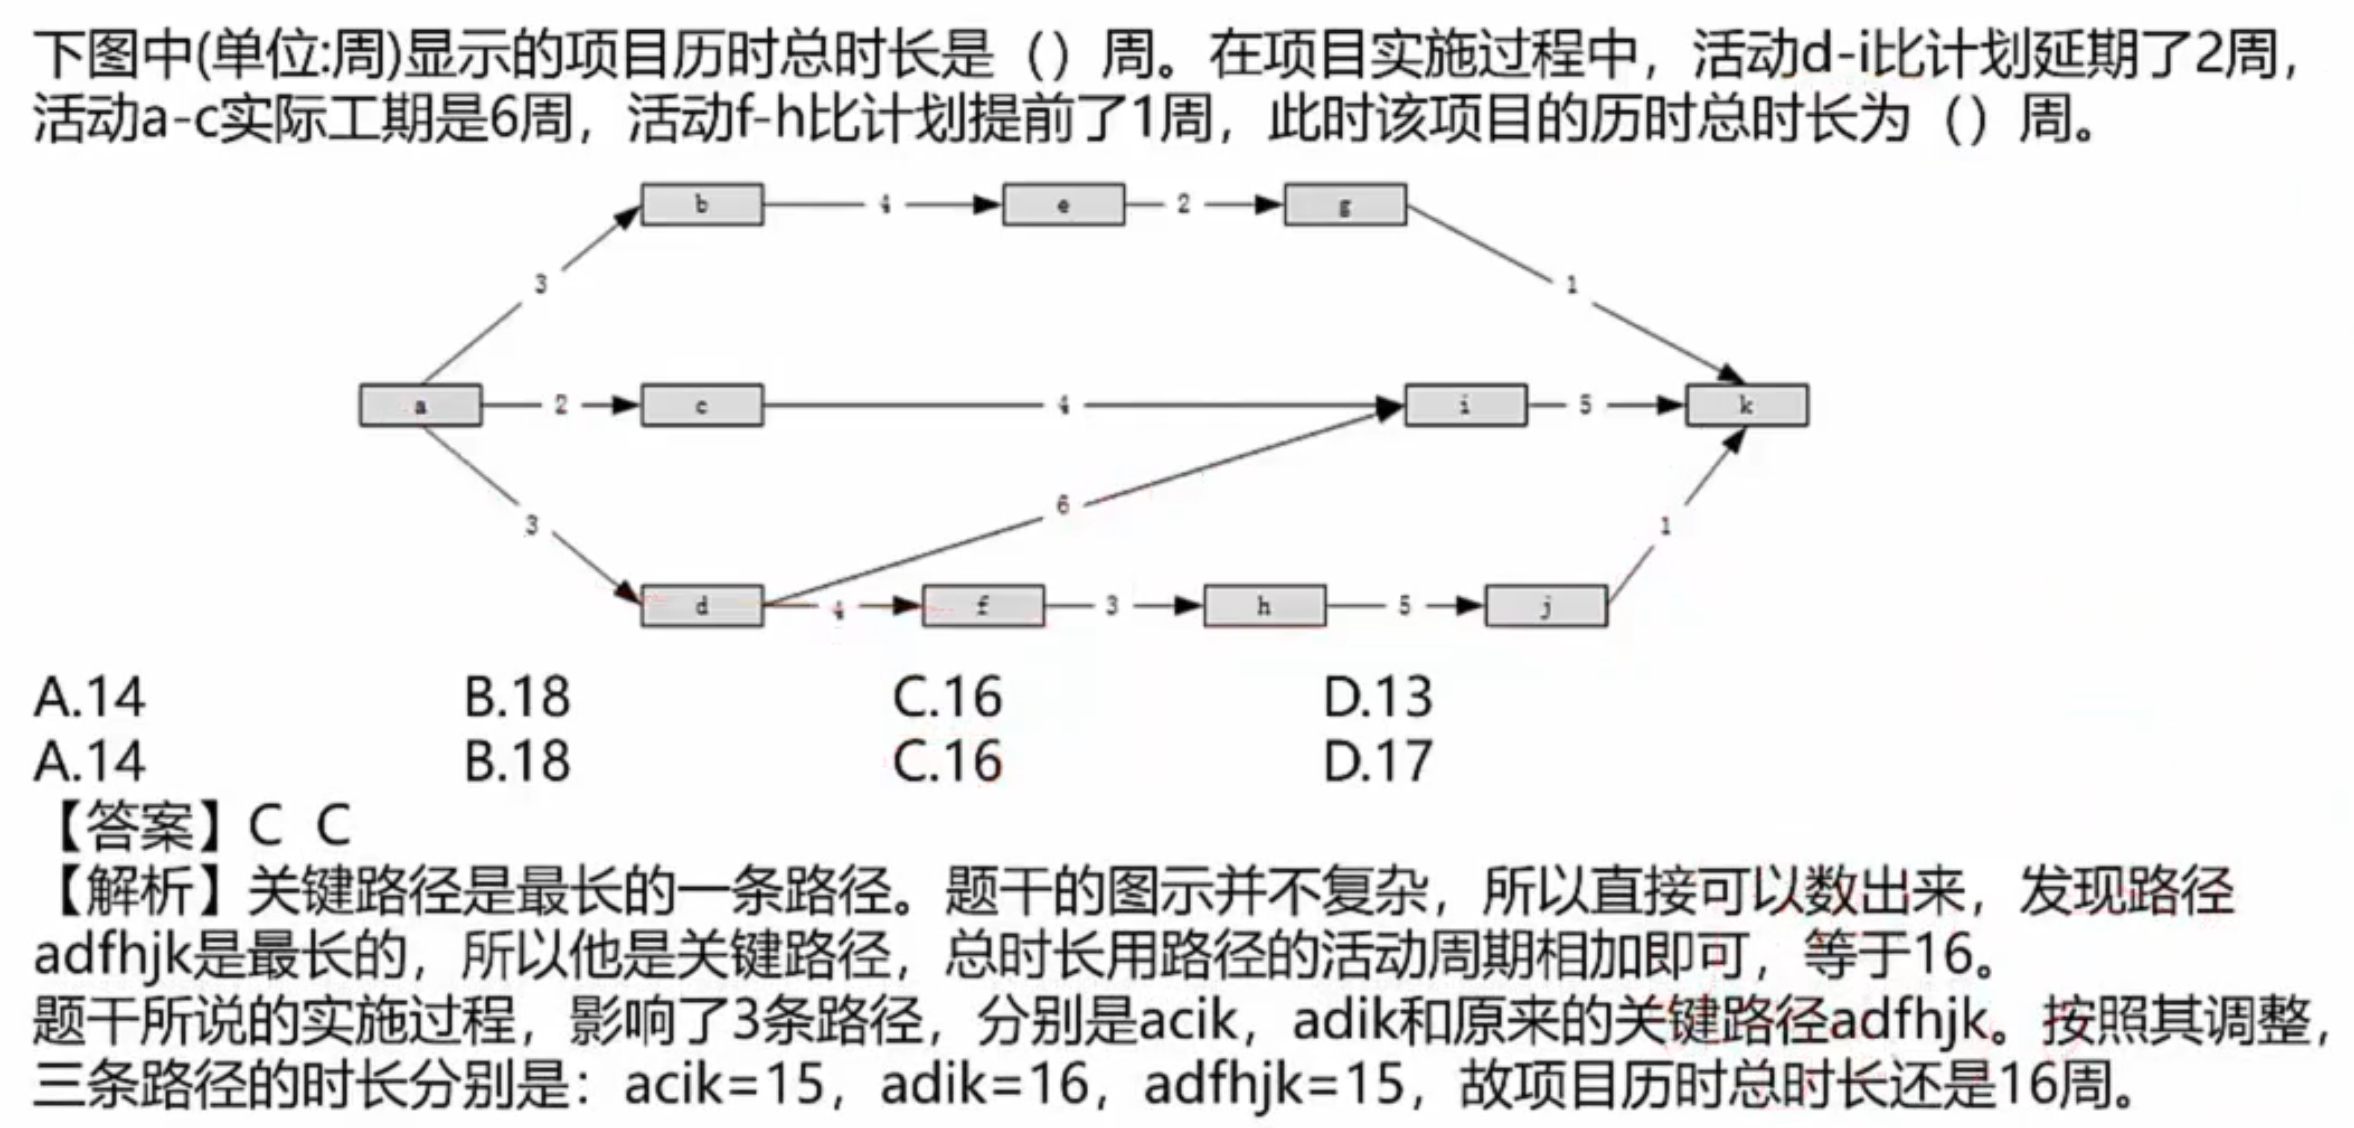 下图中(单位:周)显示的项目历时总时长是（）周。在项目实施过程中，活动d-i比计划延期了2周，
活动a-c实际工期是6周，活动f-h比计划提前了1周，此时该项目的历时总时长为（）周。
b 4 e 2 g
3 1
a 2 c 4 i 5 k
3 6 1
d 4 f 3 h 5 j
A.14 B.18 C.16 D.13
A.14 B.18 C.16 D.17
【答案】C C
【解析】关键路径是最长的一条路径。题干的图示并不复杂，所以直接可以数出来，发现路径
adfhjk是最长的，所以他是关键路径，总时长用路径的活动周期相加即可，等于16。
题干所说的实施过程，影响了3条路径，分别是acik，adik和原来的关键路径adfhjk。按照其调整，
三条路径的时长分别是：acik=15，adik=16，adfhjk=15，故项目历时总时长还是16周。